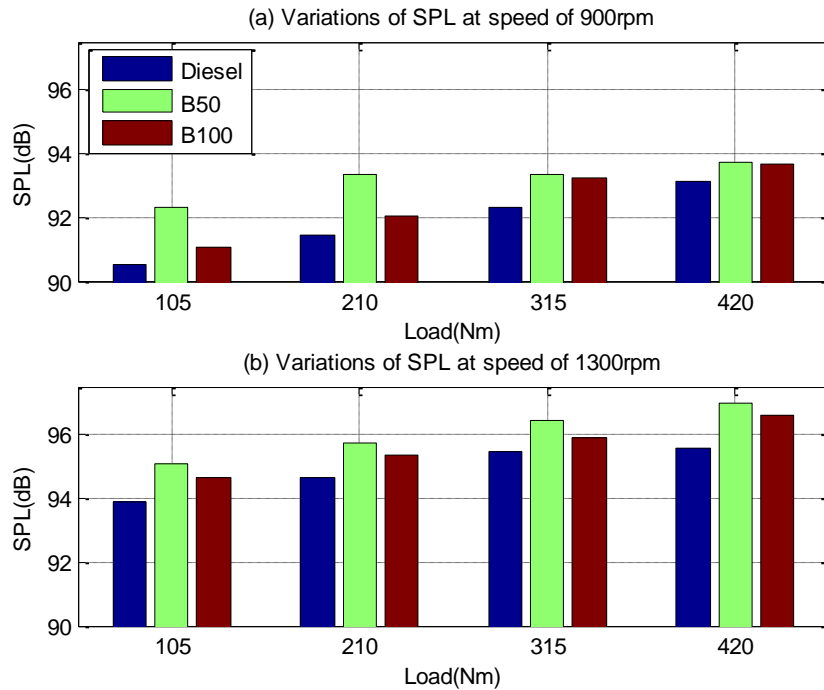 (a) Variations of SPL at speed of 900rpm
Diesel
B50
B100
SPL(dB)
96
94
92
90
105 210 315 420
Load(Nm)
(b) Variations of SPL at speed of 1300rpm
SPL(dB)
96
94
92
90
105 210 315 420
Load(Nm)